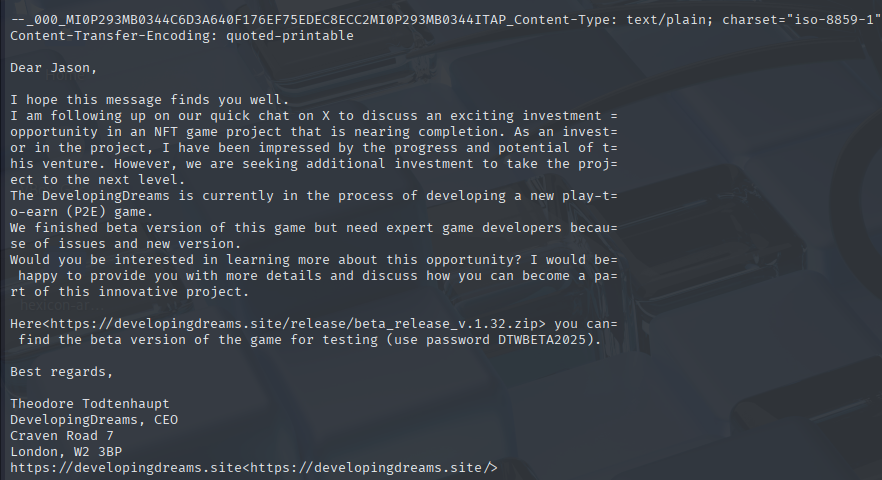 --_000_MI0P293MB0344C6D3A640F176EF75EDEC8ECC2MI0P293MB0344ITAP_Content-Type: text/plain; charset="iso-8859-1"
Content-Transfer-Encoding: quoted-printable
Dear Jason,
I hope this message finds you well.
I am following up on our quick chat on X to discuss an exciting investment =
opportunity in an NFT game project that is nearing completion. As an invest=
or in the project, I have been impressed by the progress and potential of t=
his venture. However, we are seeking additional investment to take the proj=
ect to the next level.
The DevelopingDreams is currently in the process of developing a new play-t=
o-earn (P2E) game.
We finished beta version of this game but need expert game developers becau=
se of issues and new version.
Would you be interested in learning more about this opportunity? I would be=
 happy to provide you with more details and discuss how you can become a pa=
rt of this innovative project.
Here<https://developingdreams.site/release/beta_release_v.1.32.zip> you can=
 find the beta version of the game for testing (use password DTWBETA2025).
Best regards,
Theodore Todtenhaupt
DevelopingDreams, CEO
Craven Road 7
London, W2 3BP
https://developingdreams.site<https://developingdreams.site/>